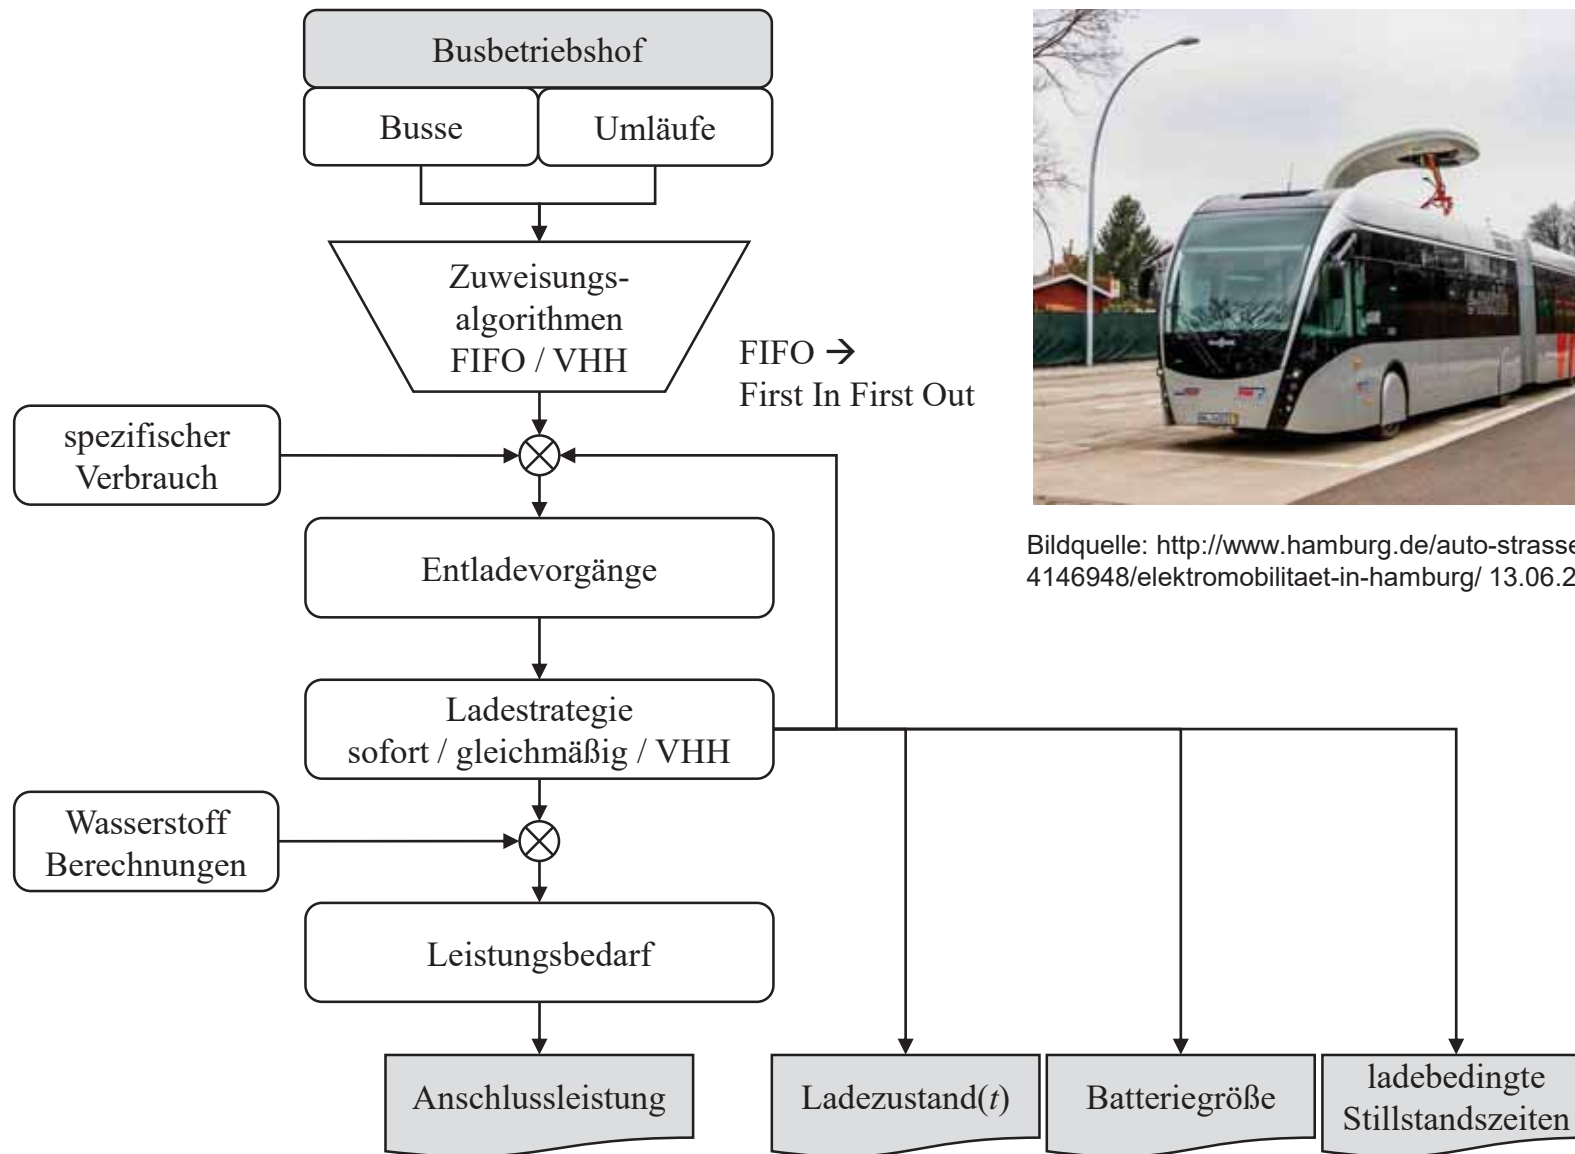 Busbetriebshof
Busse
Umläufe
Zuweisungs-
algorithmen
FIFO / VHH
FIFO →
First In First Out
spezifischer
Verbrauch
Entladevorgänge
Ladestrategie
sofort / gleichmäßig / VHH
Wasserstoff
Berechnungen
Leistungsbedarf
Anschlussleistung
Ladezustand(t)
Batteriegröße
ladebedingte
Stillstandszeiten
Bildquelle: http://www.hamburg.de/auto-strasse
4146948/elektromobilitaet-in-hamburg/ 13.06.2